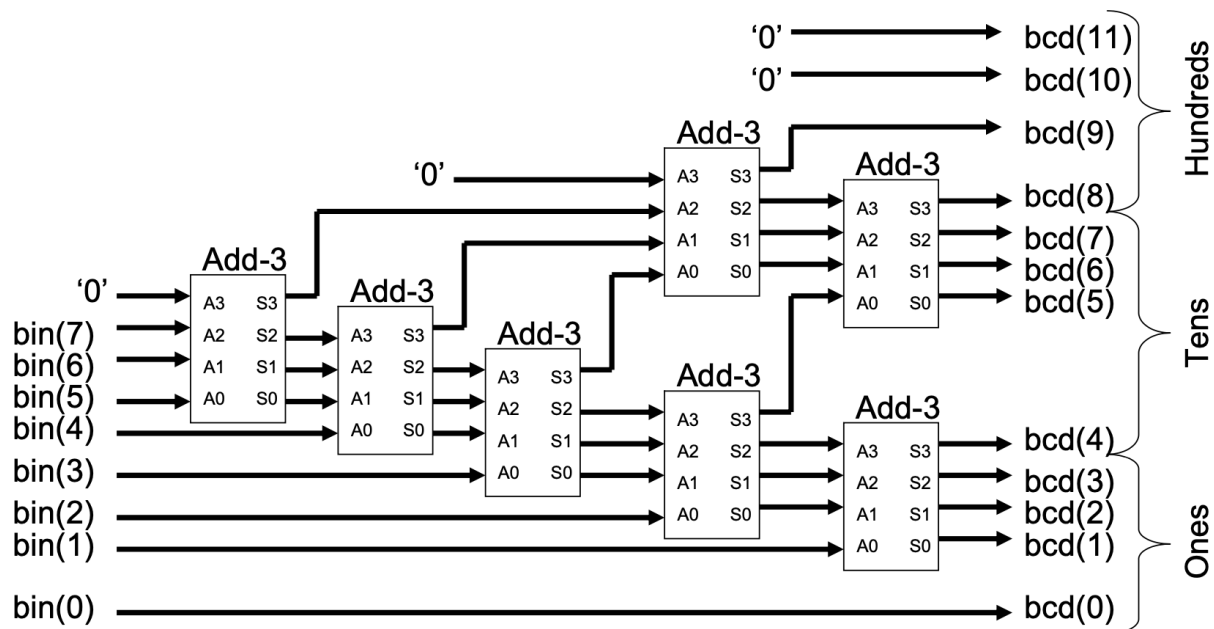 ‘0’ bcd(11)
‘0’ bcd(10)
Add-3 bcd(9)
‘0’ A3 S3 Add-3
A2 S2 A3 S3 bcd(8)
A1 S1 A2 S2 bcd(7)
Add-3 A0 S0 A1 S1 bcd(6)
‘0’ A3 S3 Add-3 A0 S0 bcd(5)
bin(7) A2 S2 A3 S3 Add-3
bin(6) A1 S1 A2 S2 A3 S3 Add-3
bin(5) A0 S0 A1 S1 A2 S2 A3 S3 Add-3
bin(4) A0 S0 A1 S1 A2 S2 A3 S3 bcd(4)
bin(3) A0 S0 A1 S1 A2 S2 bcd(3)
bin(2) A0 S0 A1 S1 bcd(2)
bin(1) A0 S0 bcd(1)
bin(0) bcd(0)
Hundreds
Tens
Ones